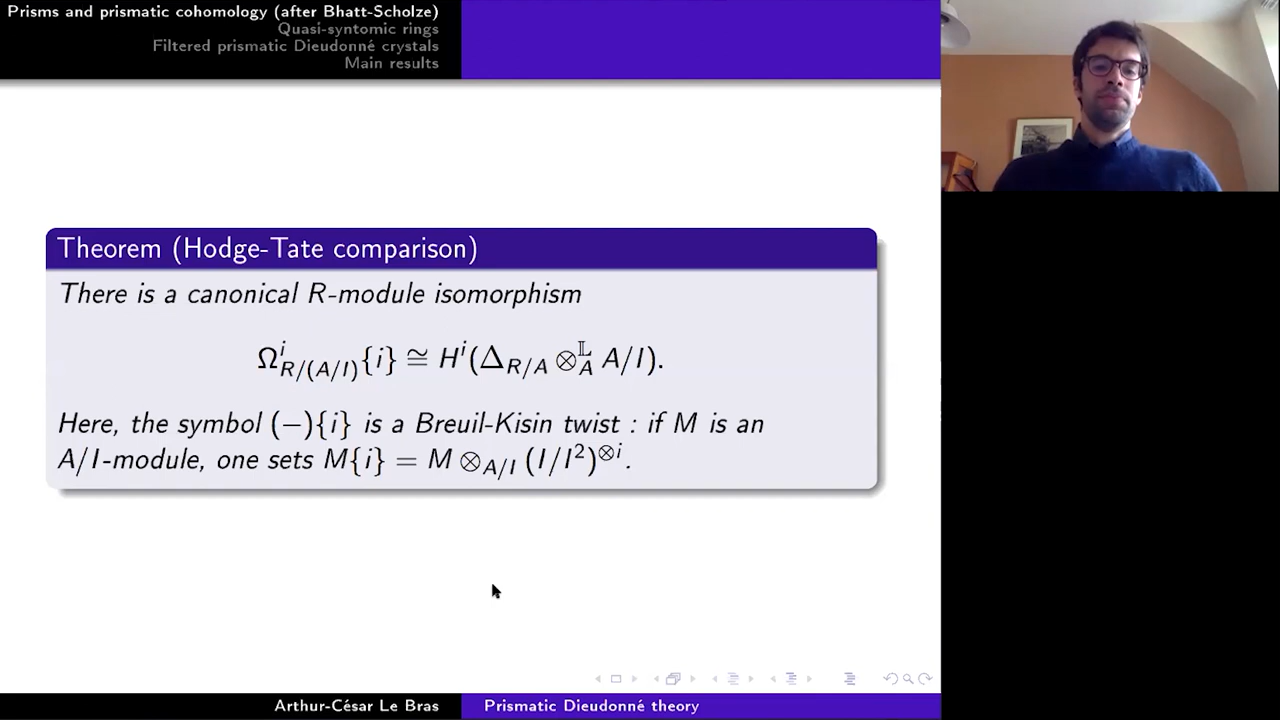 Prisms and prismatic cohomology (after Bhatt-Scholze)
Quasi-syntomic rings
Filtered prismatic Dieudonné crystals
Main results
Theorem (Hodge-Tate comparison)
There is a canonical R-module isomorphism
Ω^i_{R/(A/I)}{i} ≅ H^i(Δ_{R/A} ⊗^𝕃_A A/I).
Here, the symbol (−){i} is a Breuil-Kisin twist : if M is an
A/I-module, one sets M{i} = M ⊗_{A/I} (I/I^2)^{⊗i}.
Arthur-César Le Bras
Prismatic Dieudonné theory